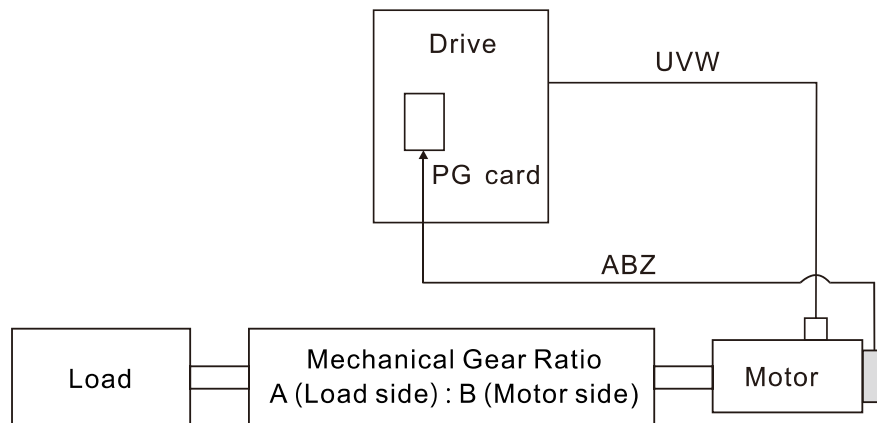 Drive
UVW
PG card
ABZ
Load
Mechanical Gear Ratio
A (Load side) : B (Motor side)
Motor